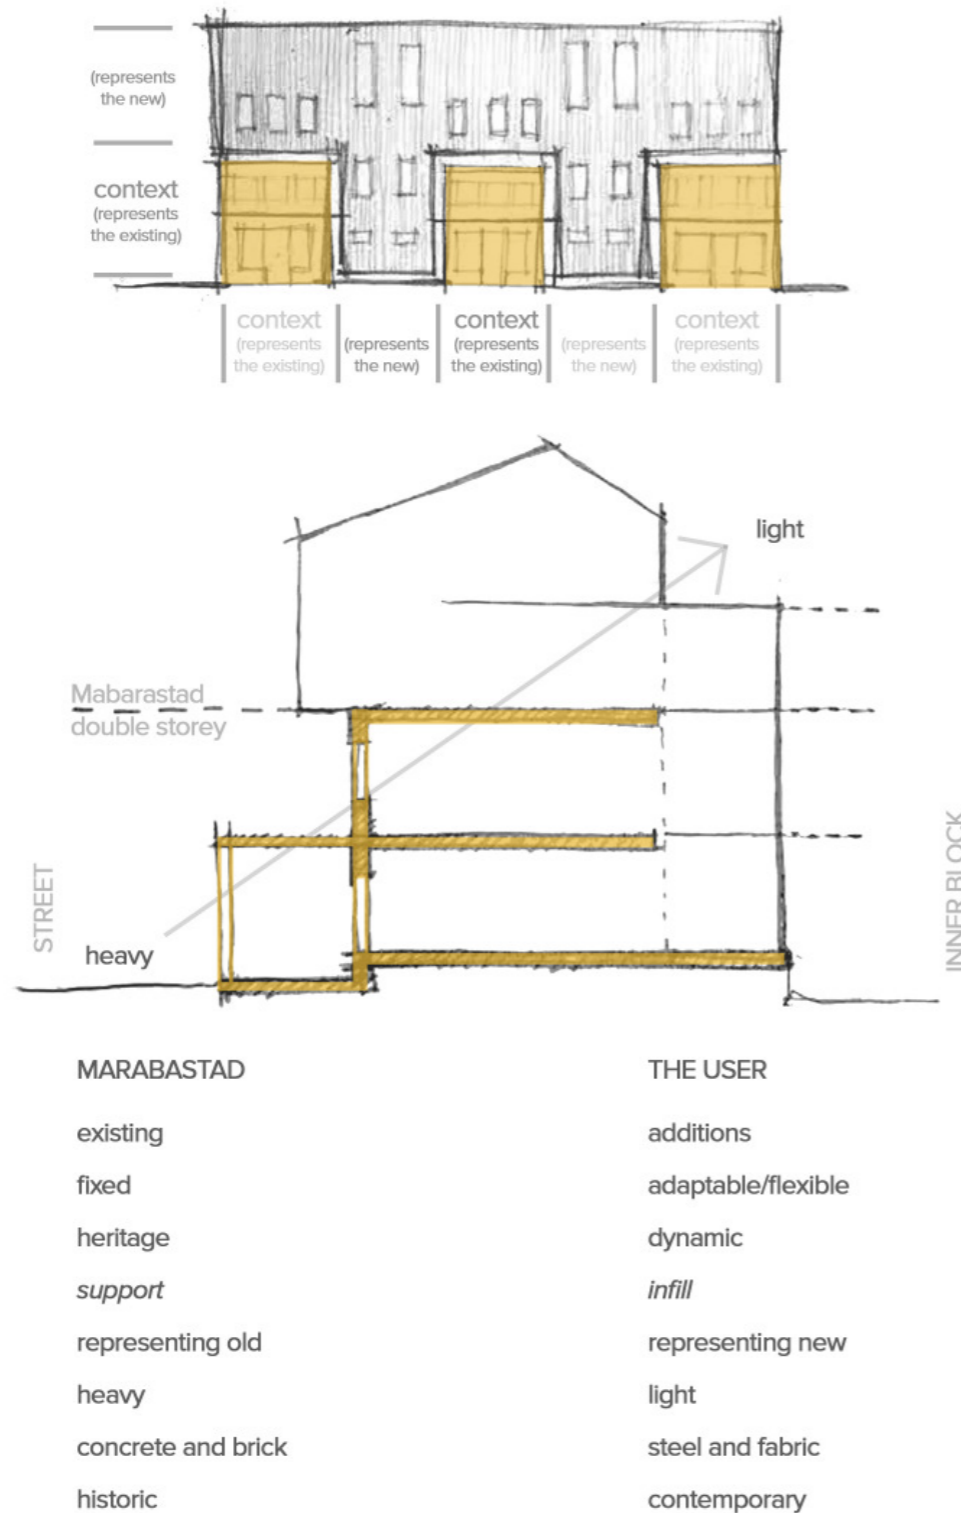 (represents
the new)
context
(represents
the existing)
context
(represents
the existing)
(represents
the new)
context
(represents
the existing)
(represents
the new)
context
(represents
the existing)
light
Mabarastad
double storey
STREET
INNER BLOCK
heavy
MARABASTAD
THE USER
existing
additions
fixed
adaptable/flexible
heritage
dynamic
support
infill
representing old
representing new
heavy
light
concrete and brick
steel and fabric
historic
contemporary